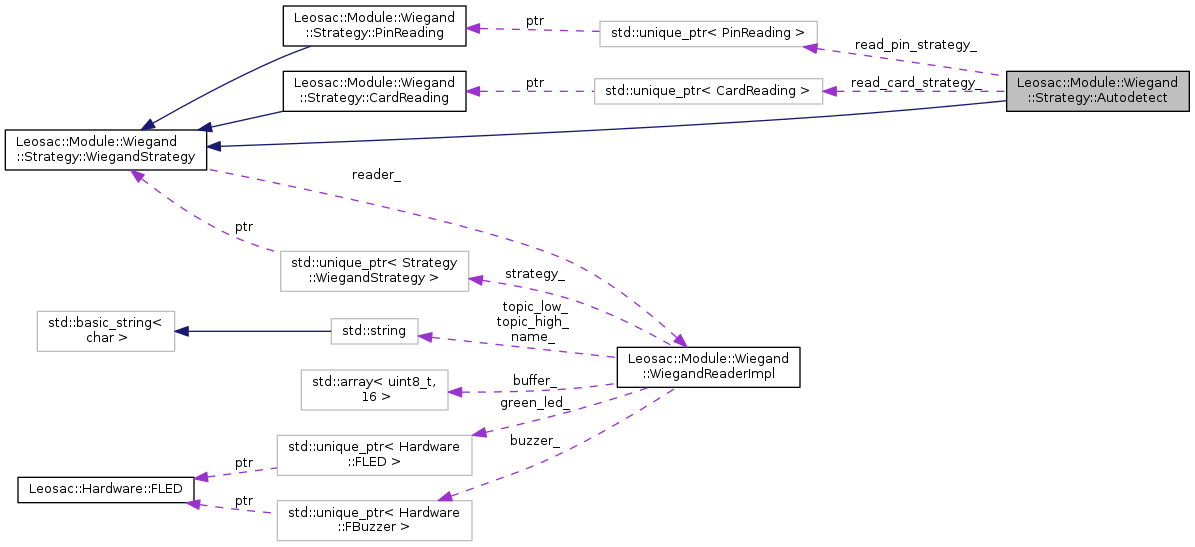 Leosac::Module::Wiegand
::Strategy::PinReading
ptr
std::unique_ptr< PinReading >
read_pin_strategy_
Leosac::Module::Wiegand
::Strategy::CardReading
ptr
std::unique_ptr< CardReading >
read_card_strategy_
Leosac::Module::Wiegand
::Strategy::Autodetect
Leosac::Module::Wiegand
::Strategy::WiegandStrategy
reader_
ptr
std::unique_ptr< Strategy
::WiegandStrategy >
strategy_
std::basic_string<
char >
std::string
topic_low_
topic_high_
name_
Leosac::Module::Wiegand
::WiegandReaderImpl
std::array< uint8_t,
16 >
buffer_
green_led_
std::unique_ptr< Hardware
::FLED >
buzzer_
ptr
Leosac::Hardware::FLED
ptr
std::unique_ptr< Hardware
::FBuzzer >